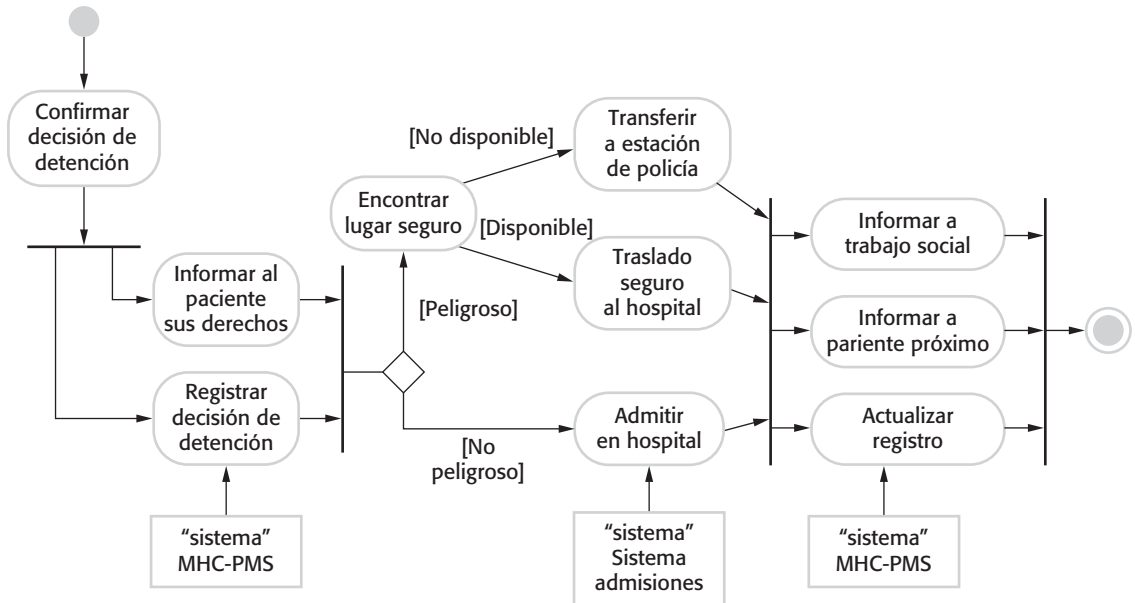 Confirmar
decisión de
detención
Informar al
paciente
sus derechos
Registrar
decisión de
detención
“sistema”
MHC-PMS
Encontrar
lugar seguro
[Peligroso]
[No
peligroso]
[No disponible]
[Disponible]
Transferir
a estación
de policía
Traslado
seguro
al hospital
Admitir
en hospital
“sistema”
Sistema
admisiones
Informar a
trabajo social
Informar a
pariente próximo
Actualizar
registro
“sistema”
MHC-PMS